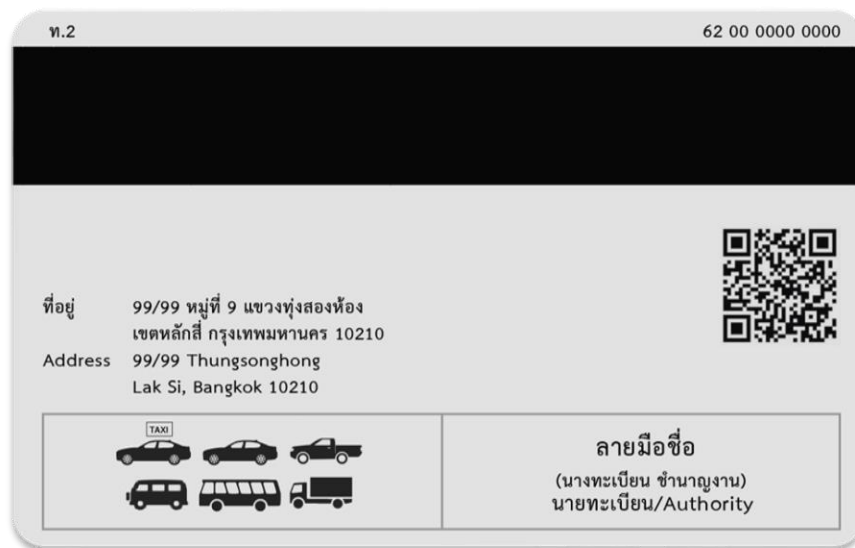 ท.2 62 00 0000 0000
ที่อยู่ 99/99 หมู่ที่ 9 แขวงทุ่งสองห้อง
เขตหลักสี่ กรุงเทพมหานคร 10210
Address 99/99 Thungsonghong
Lak Si, Bangkok 10210
TAXI
ลายมือชื่อ
(นางทะเบียน ชำนาญงาน)
นายทะเบียน/Authority